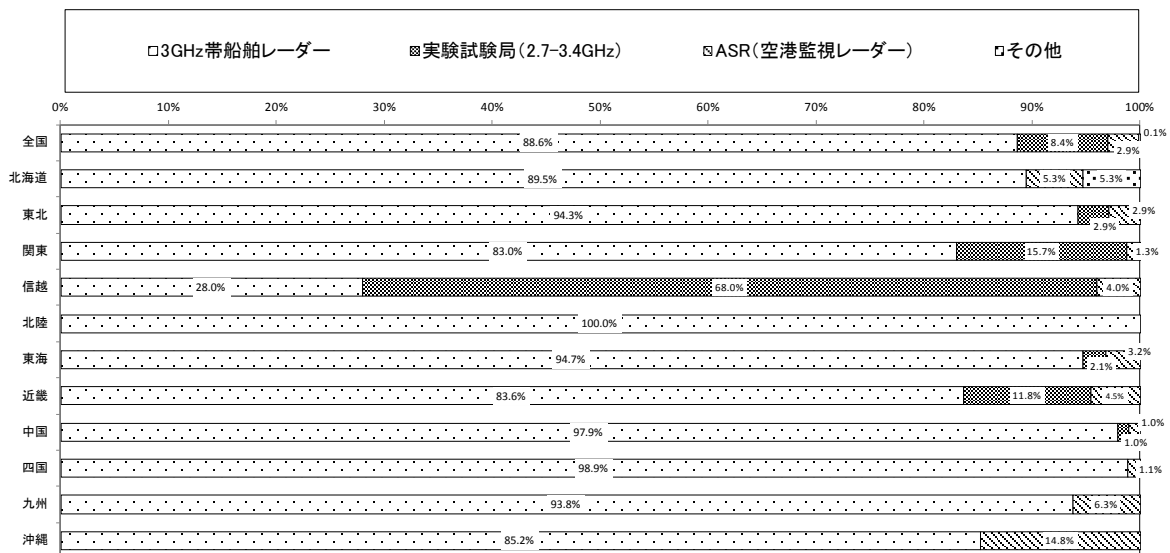 3GHz帯船舶レーダー 実験試験局(2.7-3.4GHz) ASR(空港監視レーダー) その他
0% 10% 20% 30% 40% 50% 60% 70% 80% 90% 100%
全国 88.6% 8.4% 2.9% 0.1%
北海道 89.5% 5.3% 5.3%
東北 94.3% 2.9% 2.9%
関東 83.0% 15.7% 1.3%
信越 28.0% 68.0% 4.0%
北陸 100.0%
東海 94.7% 2.1% 3.2%
近畿 83.6% 11.8% 4.5%
中国 97.9% 1.0% 1.0%
四国 98.9% 1.1%
九州 93.8% 6.3%
沖縄 85.2% 14.8%